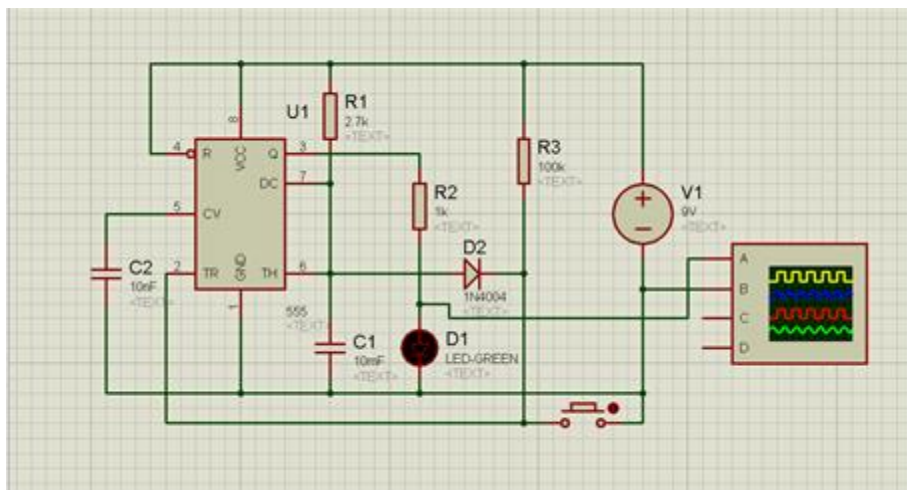 U1
R1
2.7k
<TEXT>
8
VCC
4
R
Q
3
DC
7
5
CV
2
TR
GND
TH
6
1
555
<TEXT>
C2
10nF
<TEXT>
C1
10mF
<TEXT>
R2
1k
<TEXT>
D2
1N4004
<TEXT>
D1
LED-GREEN
<TEXT>
R3
100k
<TEXT>
V1
9V
<TEXT>
A
B
C
D